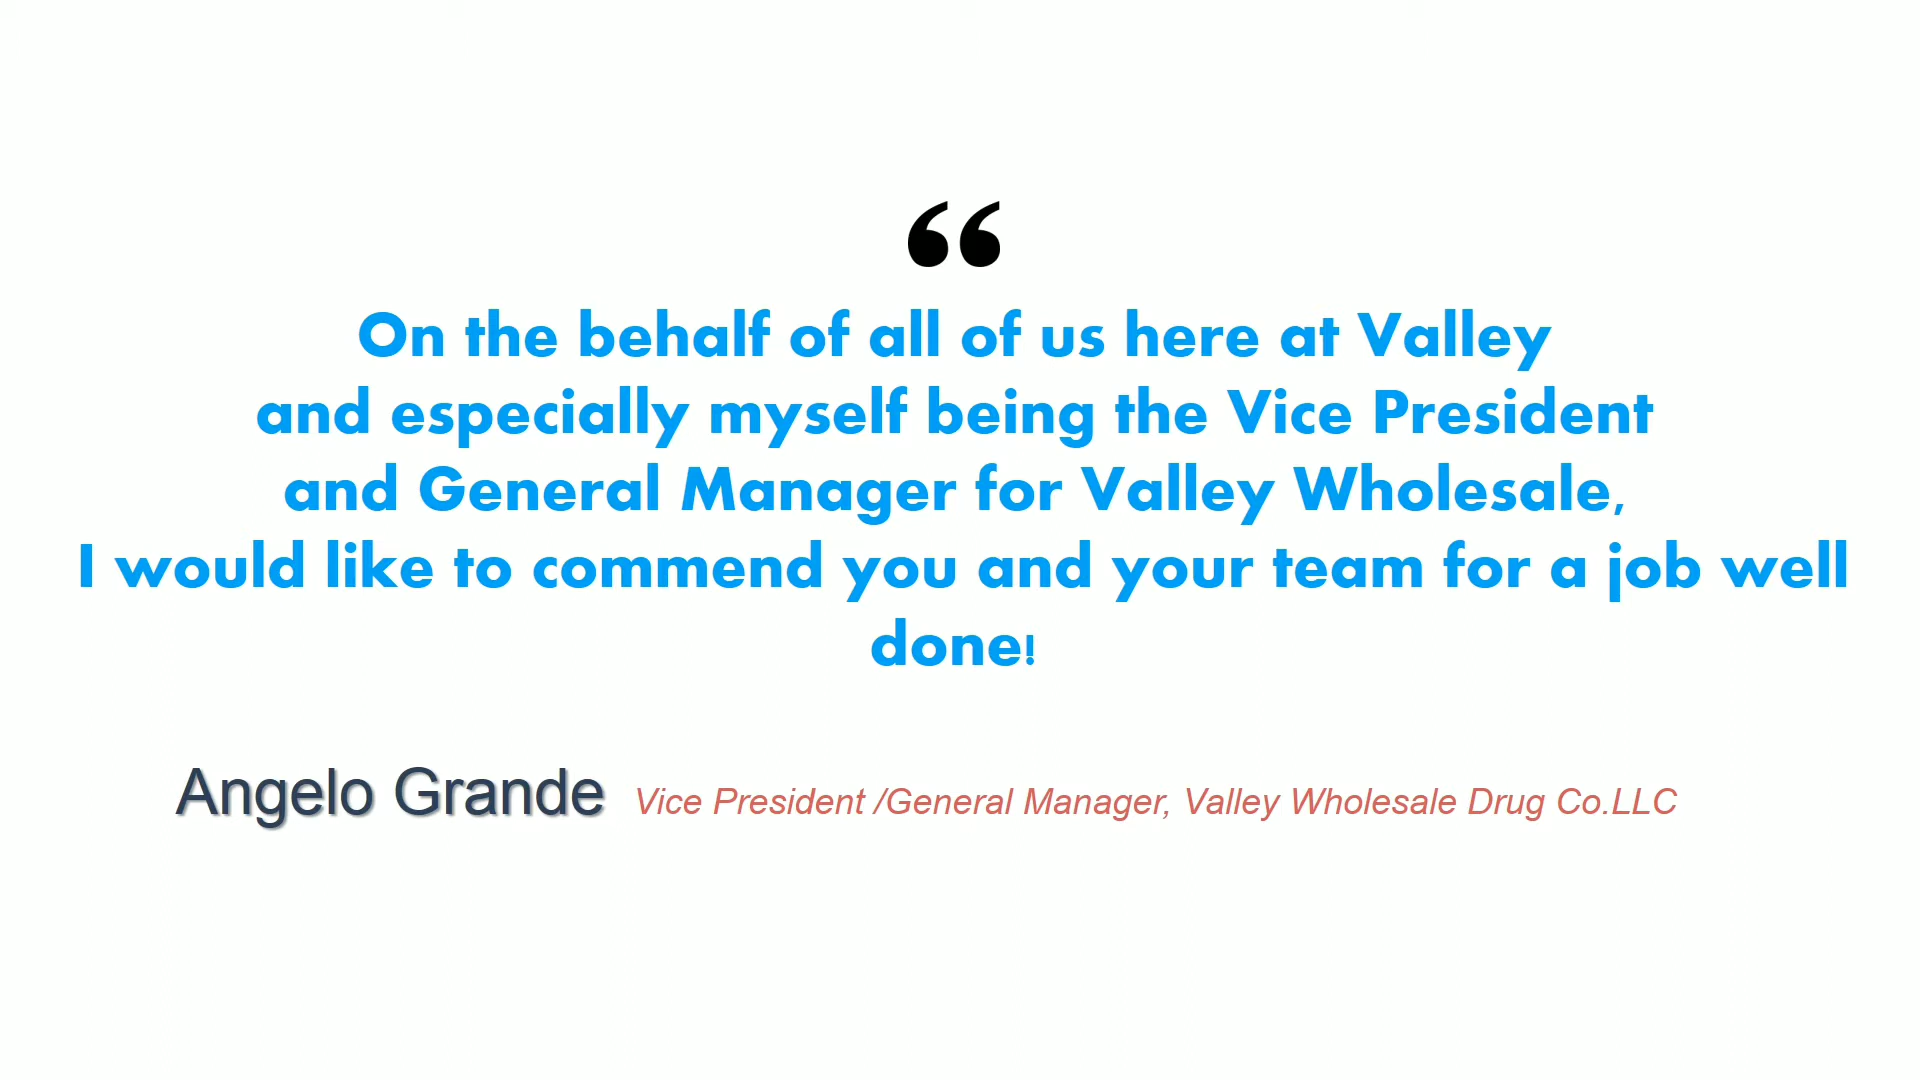 “
On the behalf of all of us here at Valley
and especially myself being the Vice President
and General Manager for Valley Wholesale,
I would like to commend you and your team for a job well
done!
Angelo Grande Vice President /General Manager, Valley Wholesale Drug Co.LLC